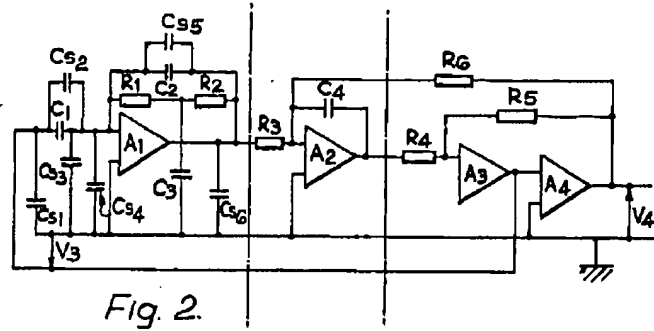 CS5
CS2
R6
C1
R1
C2
R2
C4
R5
R3
R4
A1
A2
A3
A4
CS3
C3
CS1
CS4
CS6
V3
V4
Fig. 2.